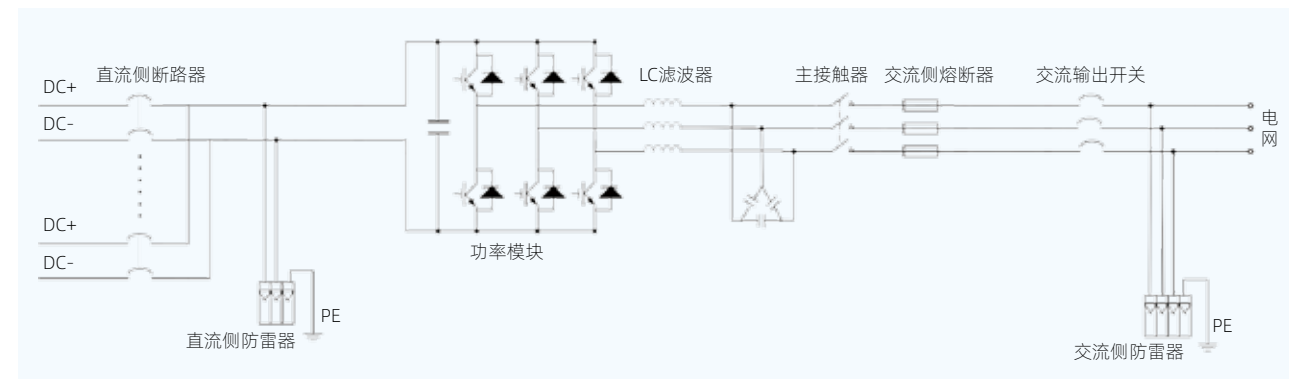 直流侧断路器
LC滤波器
主接触器
交流侧熔断器
交流输出开关
DC+
DC-
电
网
DC+
DC-
功率模块
PE
直流侧防雷器
PE
交流侧防雷器